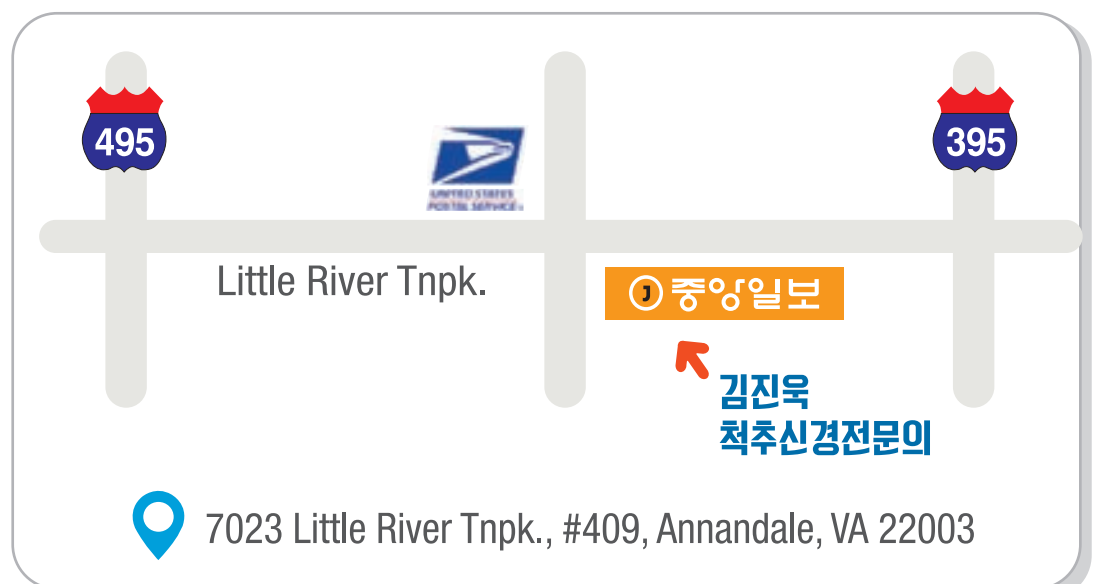 495
395
UNITED STATES
POSTAL SERVICE®
Little River Tnpk.
J 중앙일보
김진욱
척추신경전문의
7023 Little River Tnpk., #409, Annandale, VA 22003